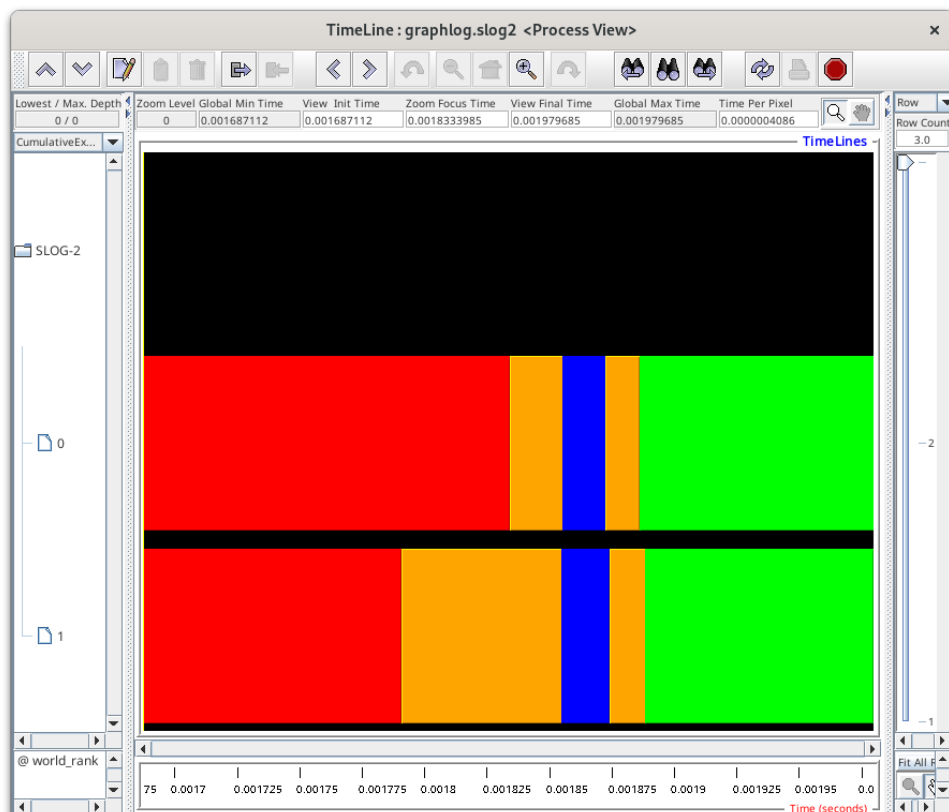 TimeLine : graphlog.slog2 <Process View>
Lowest / Max. Depth Zoom Level Global Min Time View Init Time Zoom Focus Time View Final Time Global Max Time Time Per Pixel Row
0 / 0 0 0.001687112 0.001687112 0.0018333985 0.001979685 0.001979685 0.0000004086 Row Count
CumulativeEx... TimeLines 3.0
SLOG-2
0 2
1
1
@ world_rank Fit All
75 0.0017 0.001725 0.00175 0.001775 0.0018 0.001825 0.00185 0.001875 0.0019 0.001925 0.00195 0.0
Time (seconds)